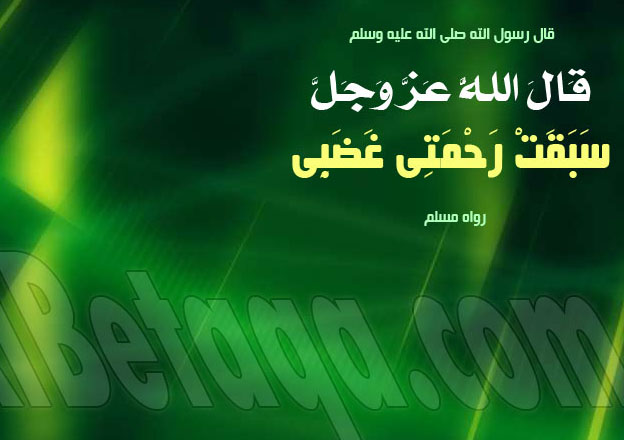 قال رسول الله صلى الله عليه وسلم
قَالَ اللهُ عَزَّ وَجَلَّ
سَبَقَتْ رَحْمَتِى غَضَبِى
رواه مسلم
lBetaqa.com